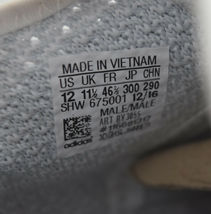 MADE IN VIETNAM
US UK FR JP CHN
12 11½ 46⅔ 300 290
SHW 675001 12/16
MALE/MALE
ART
adidas